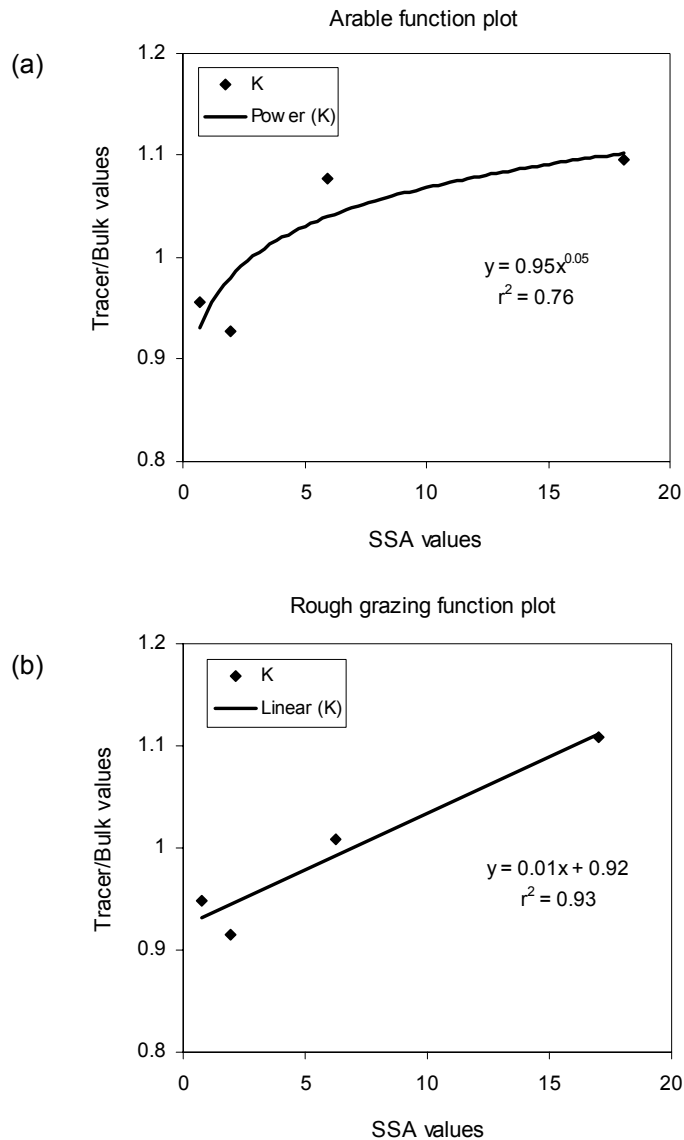 Arable function plot
(a)
1.2
K
Power (K)
1.1
1
y = 0.95x^0.05
r² = 0.76
0.9
0.8
0 5 10 15 20
Tracer/Bulk values
SSA values
Rough grazing function plot
(b)
1.2
K
Linear (K)
1.1
1
y = 0.01x + 0.92
r² = 0.93
0.9
0.8
0 5 10 15 20
Tracer/Bulk values
SSA values